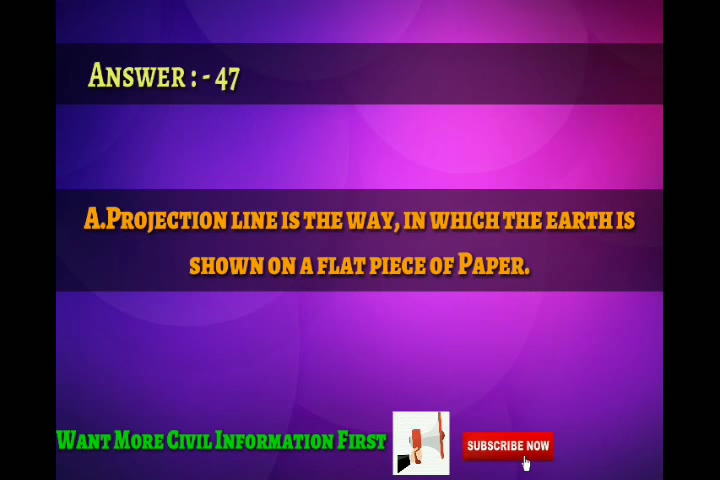 Answer : - 47
A.Projection line is the way, in which the earth is
shown on a flat piece of Paper.
Want More Civil Information First
SUBSCRIBE NOW